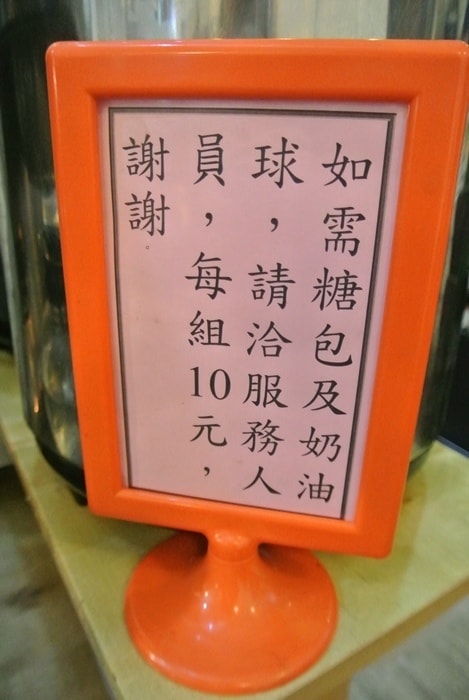 如需糖包及奶油
球，請洽服務人
員，每組10元，
謝謝。